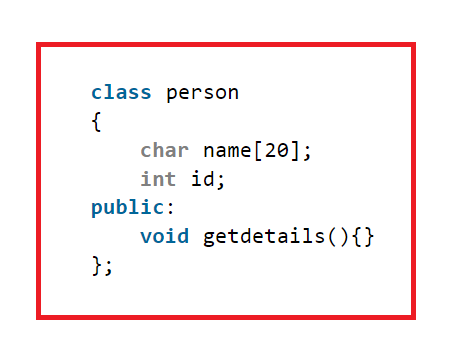 class person
{
    char name[20];
    int id;
public:
    void getdetails(){}
};